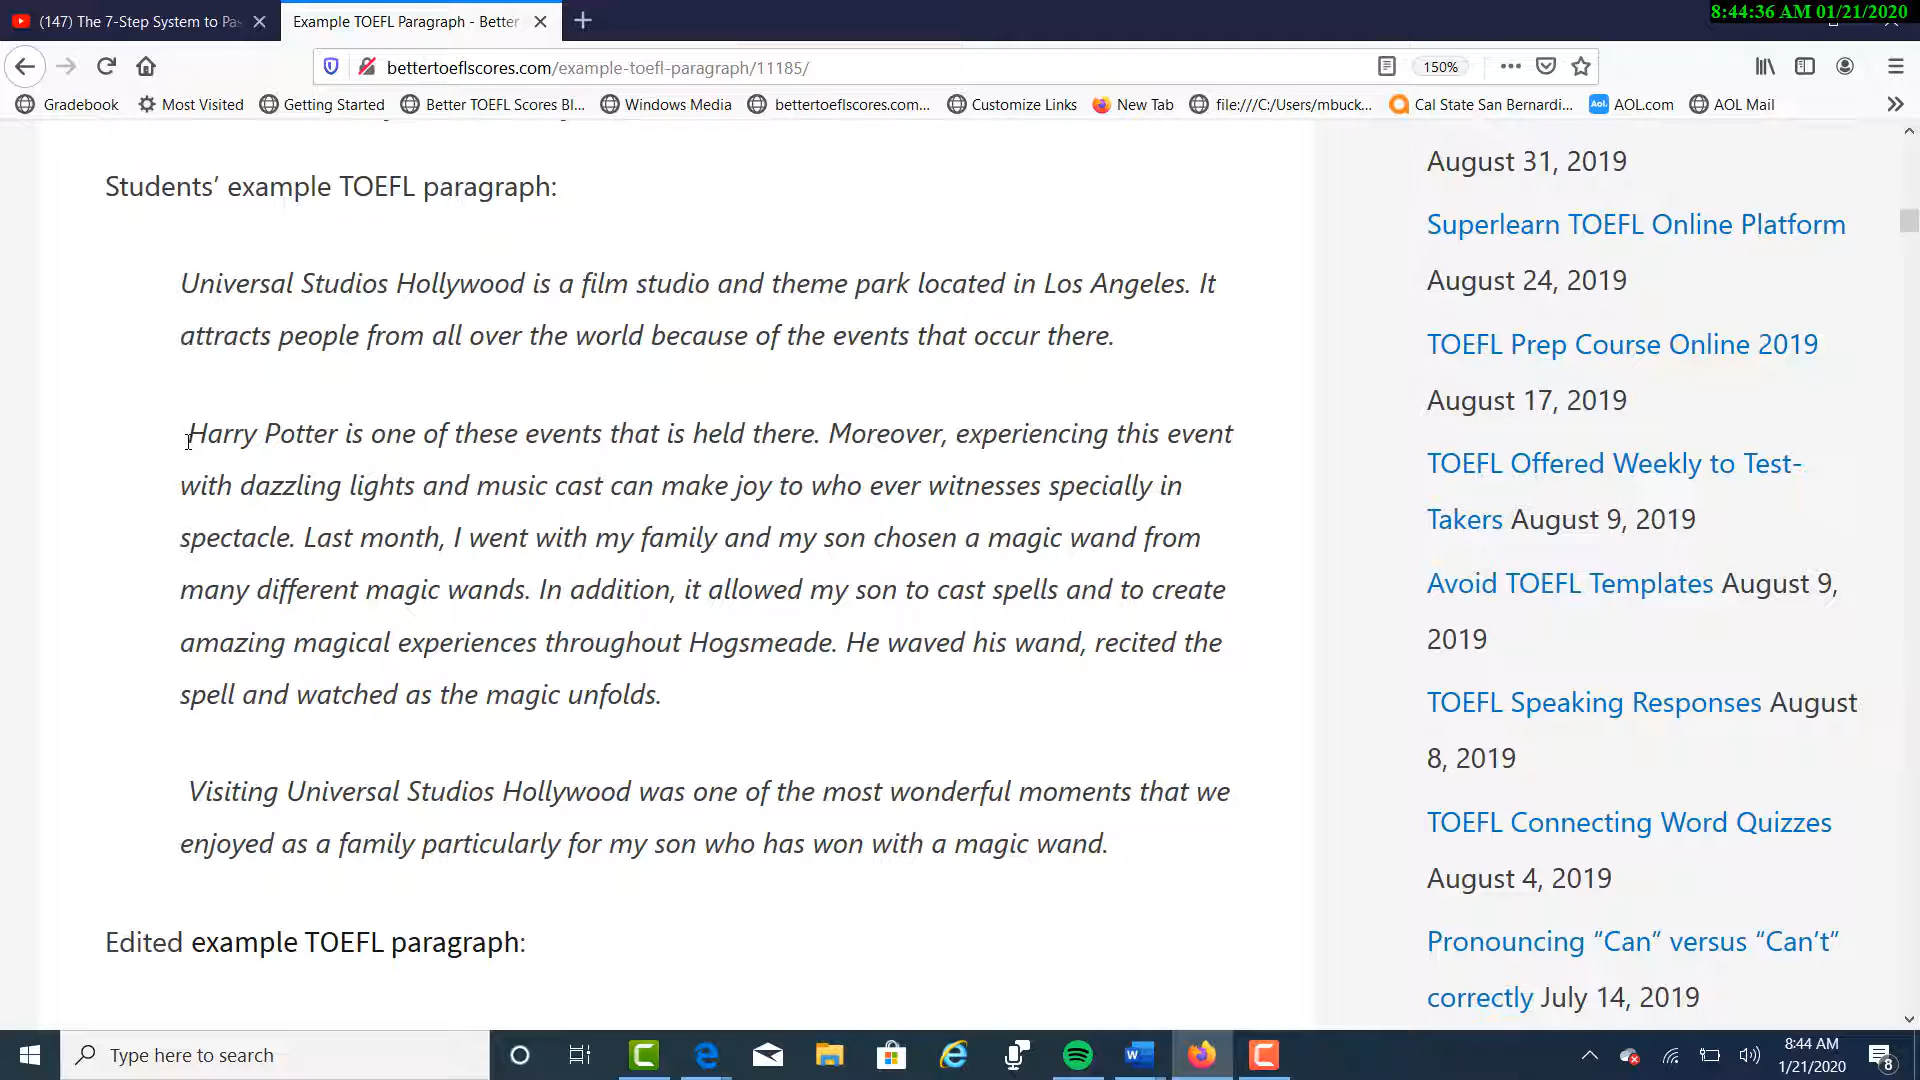 8:44:36 AM 01/21/2020
(147) The 7-Step System to Pas
Example TOEFL Paragraph - Better
bettertoeflscores.com/example-toefl-paragraph/11185/
150%
Gradebook
Most Visited
Getting Started
Better TOEFL Scores Bl...
Windows Media
bettertoeflscores.com...
Customize Links
New Tab
file:///C:/Users/mbuck...
Cal State San Bernardi...
Aol.
AOL.com
AOL Mail
Students’ example TOEFL paragraph:
Universal Studios Hollywood is a film studio and theme park located in Los Angeles. It
attracts people from all over the world because of the events that occur there.
Harry Potter is one of these events that is held there. Moreover, experiencing this event
with dazzling lights and music cast can make joy to who ever witnesses specially in
spectacle. Last month, I went with my family and my son chosen a magic wand from
many different magic wands. In addition, it allowed my son to cast spells and to create
amazing magical experiences throughout Hogsmeade. He waved his wand, recited the
spell and watched as the magic unfolds.
Visiting Universal Studios Hollywood was one of the most wonderful moments that we
enjoyed as a family particularly for my son who has won with a magic wand.
Edited example TOEFL paragraph:
August 31, 2019
Superlearn TOEFL Online Platform
August 24, 2019
TOEFL Prep Course Online 2019
August 17, 2019
TOEFL Offered Weekly to Test-
Takers August 9, 2019
Avoid TOEFL Templates August 9,
2019
TOEFL Speaking Responses August
8, 2019
TOEFL Connecting Word Quizzes
August 4, 2019
Pronouncing “Can” versus “Can’t”
correctly July 14, 2019
Type here to search
8:44 AM
1/21/2020
8